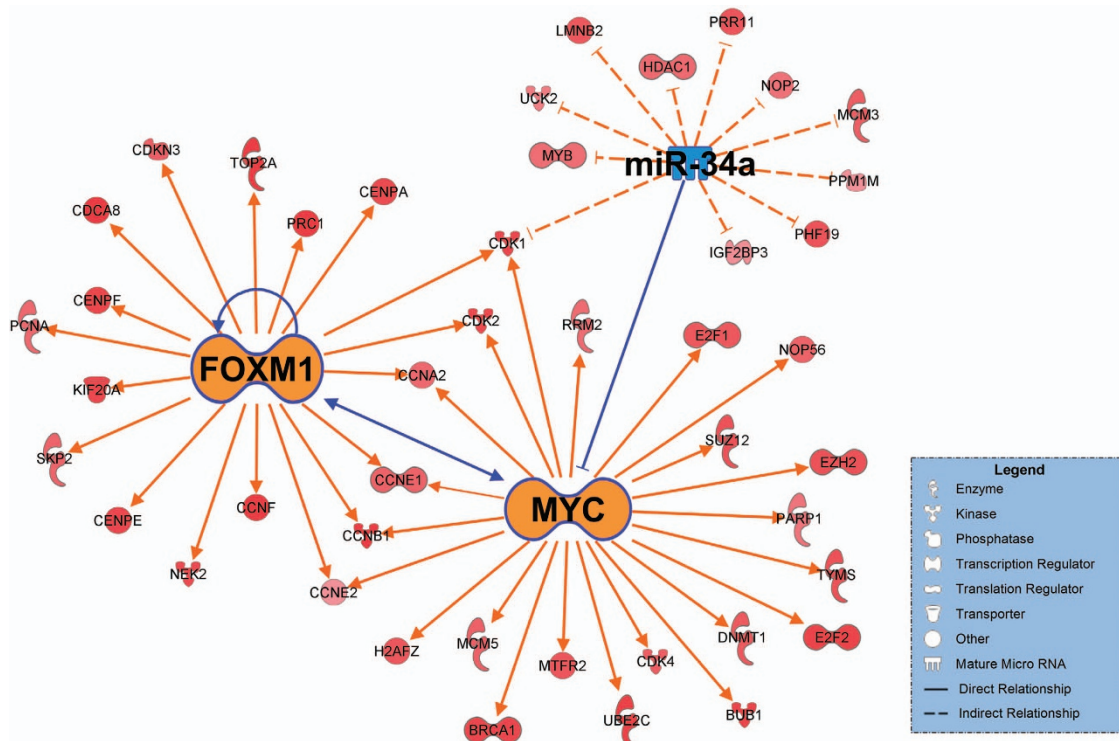 LMNB2
PRR11
HDAC1
NOP2
UCK2
MCM3
MYB
miR-34a
PPM1M
CDKN3
TOP2A
CENPA
CDCA8
PRC1
CDK1
PHF19
IGF2BP3
CENPF
PCNA
CDK2
RRM2
E2F1
NOP56
FOXM1
KIF20A
CCNA2
SKP2
SUZ12
EZH2
CCNE1
CENPE
CCNF
MYC
PARP1
CCNB1
NEK2
CCNE2
TYMS
H2AFZ
MCM5
MTFR2
CDK4
DNMT1
E2F2
BRCA1
UBE2C
BUB1
Legend
Enzyme
Kinase
Phosphatase
Transcription Regulator
Translation Regulator
Transporter
Other
Mature Micro RNA
Direct Relationship
Indirect Relationship